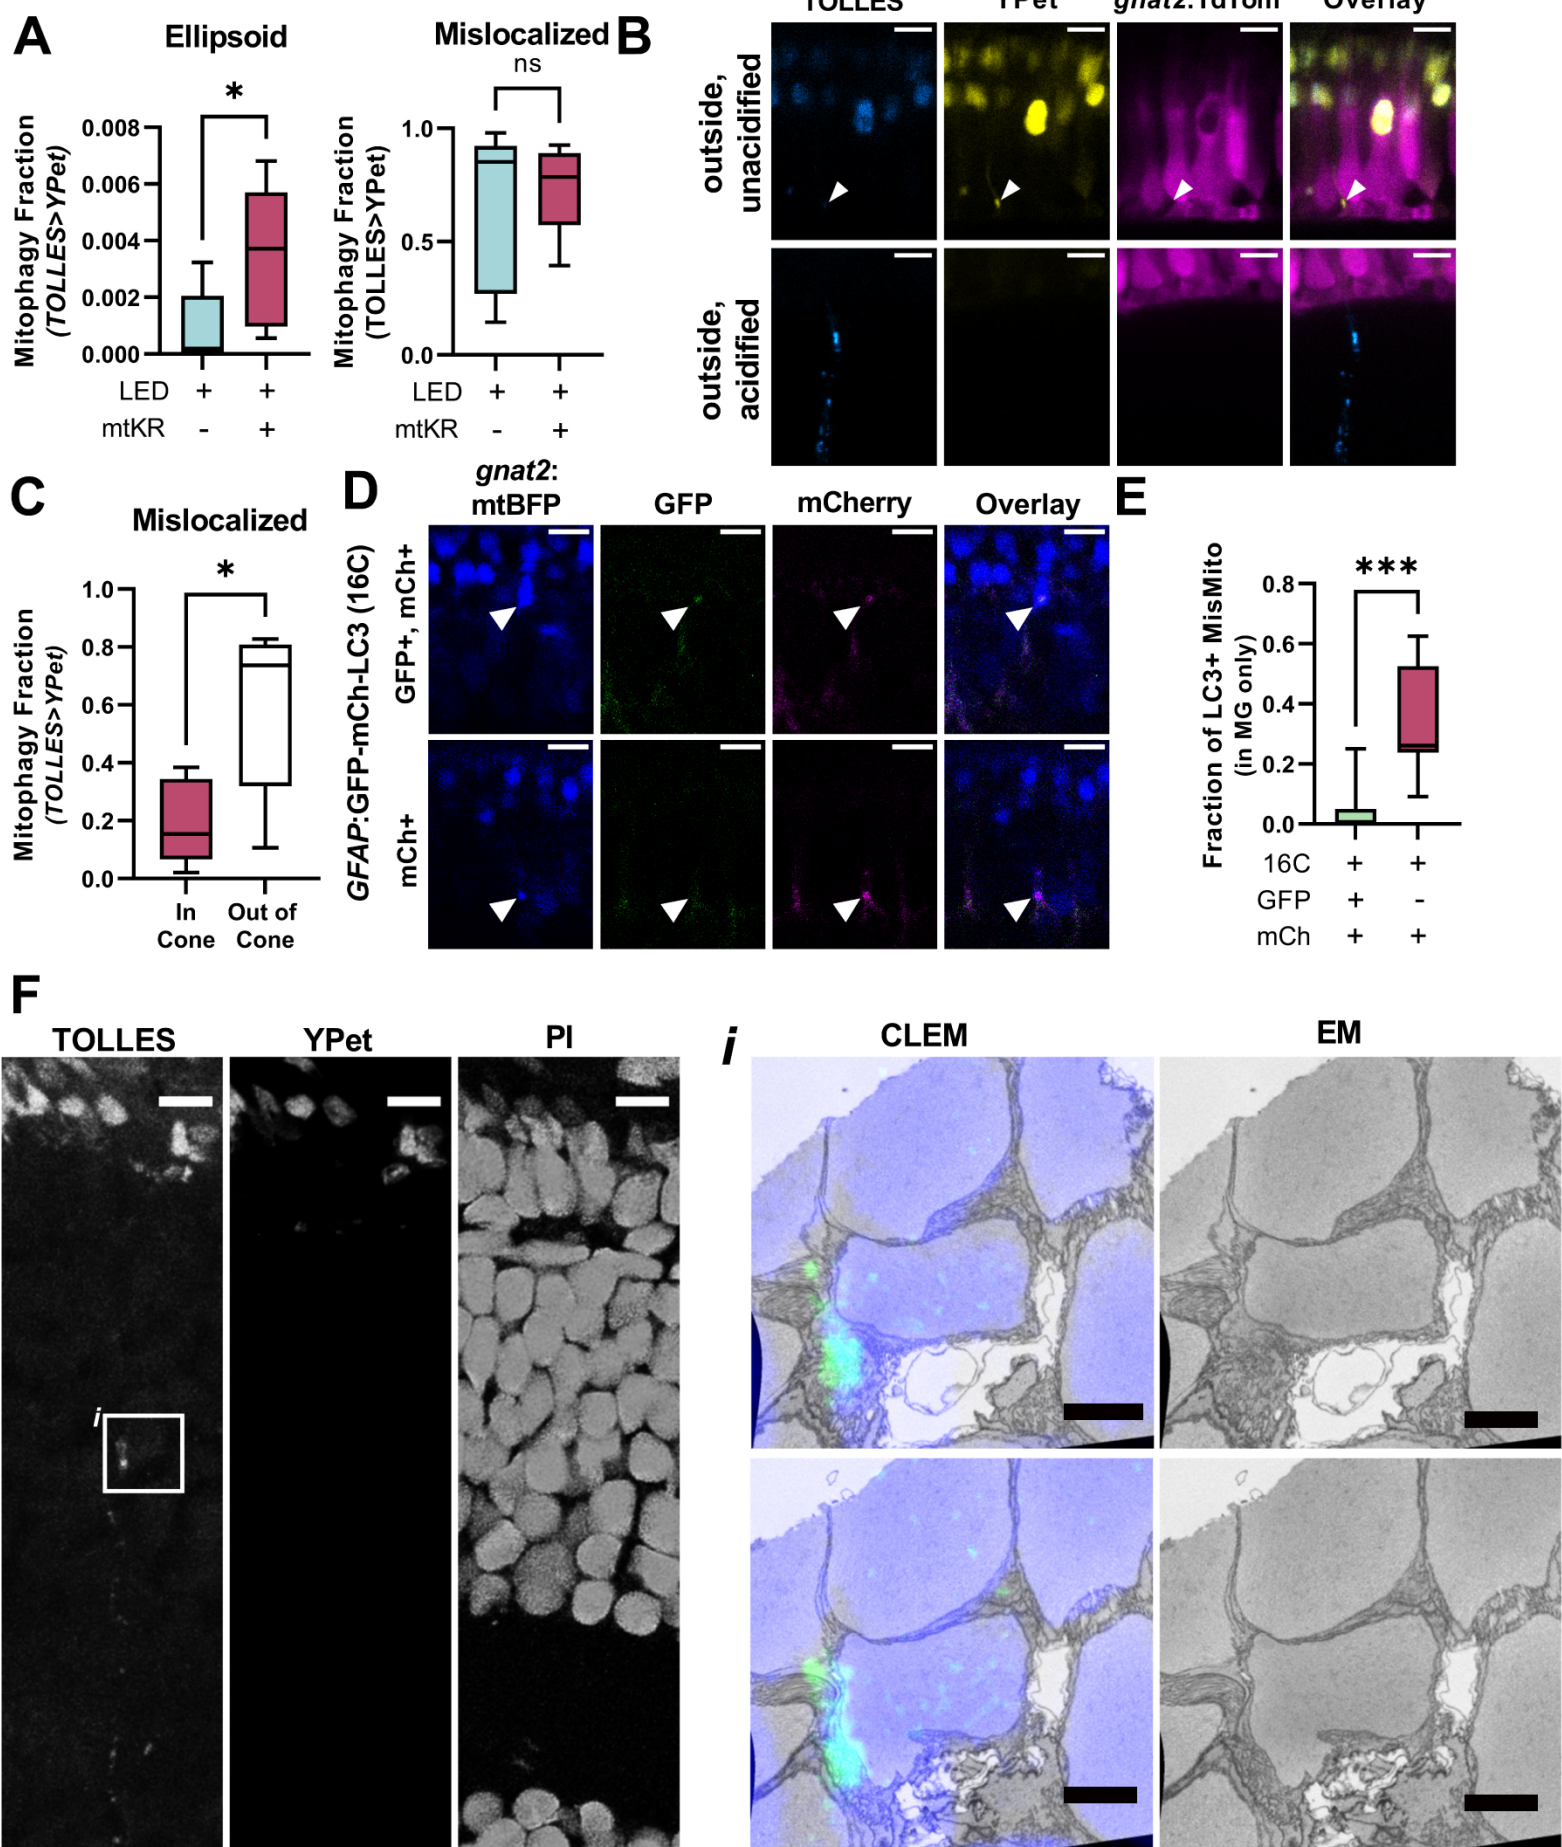 A
Ellipsoid
*
Mitophagy Fraction
(TOLLES>YPet)
0.008
0.006
0.004
0.002
0.000
LED + +
mtKR - +
Mislocalized
ns
Mitophagy Fraction
(TOLLES>YPet)
1.0
0.5
0.0
LED + +
mtKR - +
B
TOLLES YPet gnat2:TdTom Overlay
outside,
unacidified
outside,
acidified
C
Mislocalized
*
Mitophagy Fraction
(TOLLES>YPet)
1.0
0.8
0.6
0.4
0.2
0.0
In
Cone
Out of
Cone
D
gnat2:
mtBFP GFP mCherry Overlay
GFAP:GFP-mCh-LC3 (16C)
GFP+, mCh+
mCh+
E
***
Fraction of LC3+ MisMito
(in MG only)
0.8
0.6
0.4
0.2
0.0
16C + +
GFP + -
mCh + +
F
TOLLES YPet PI
i
i
CLEM EM